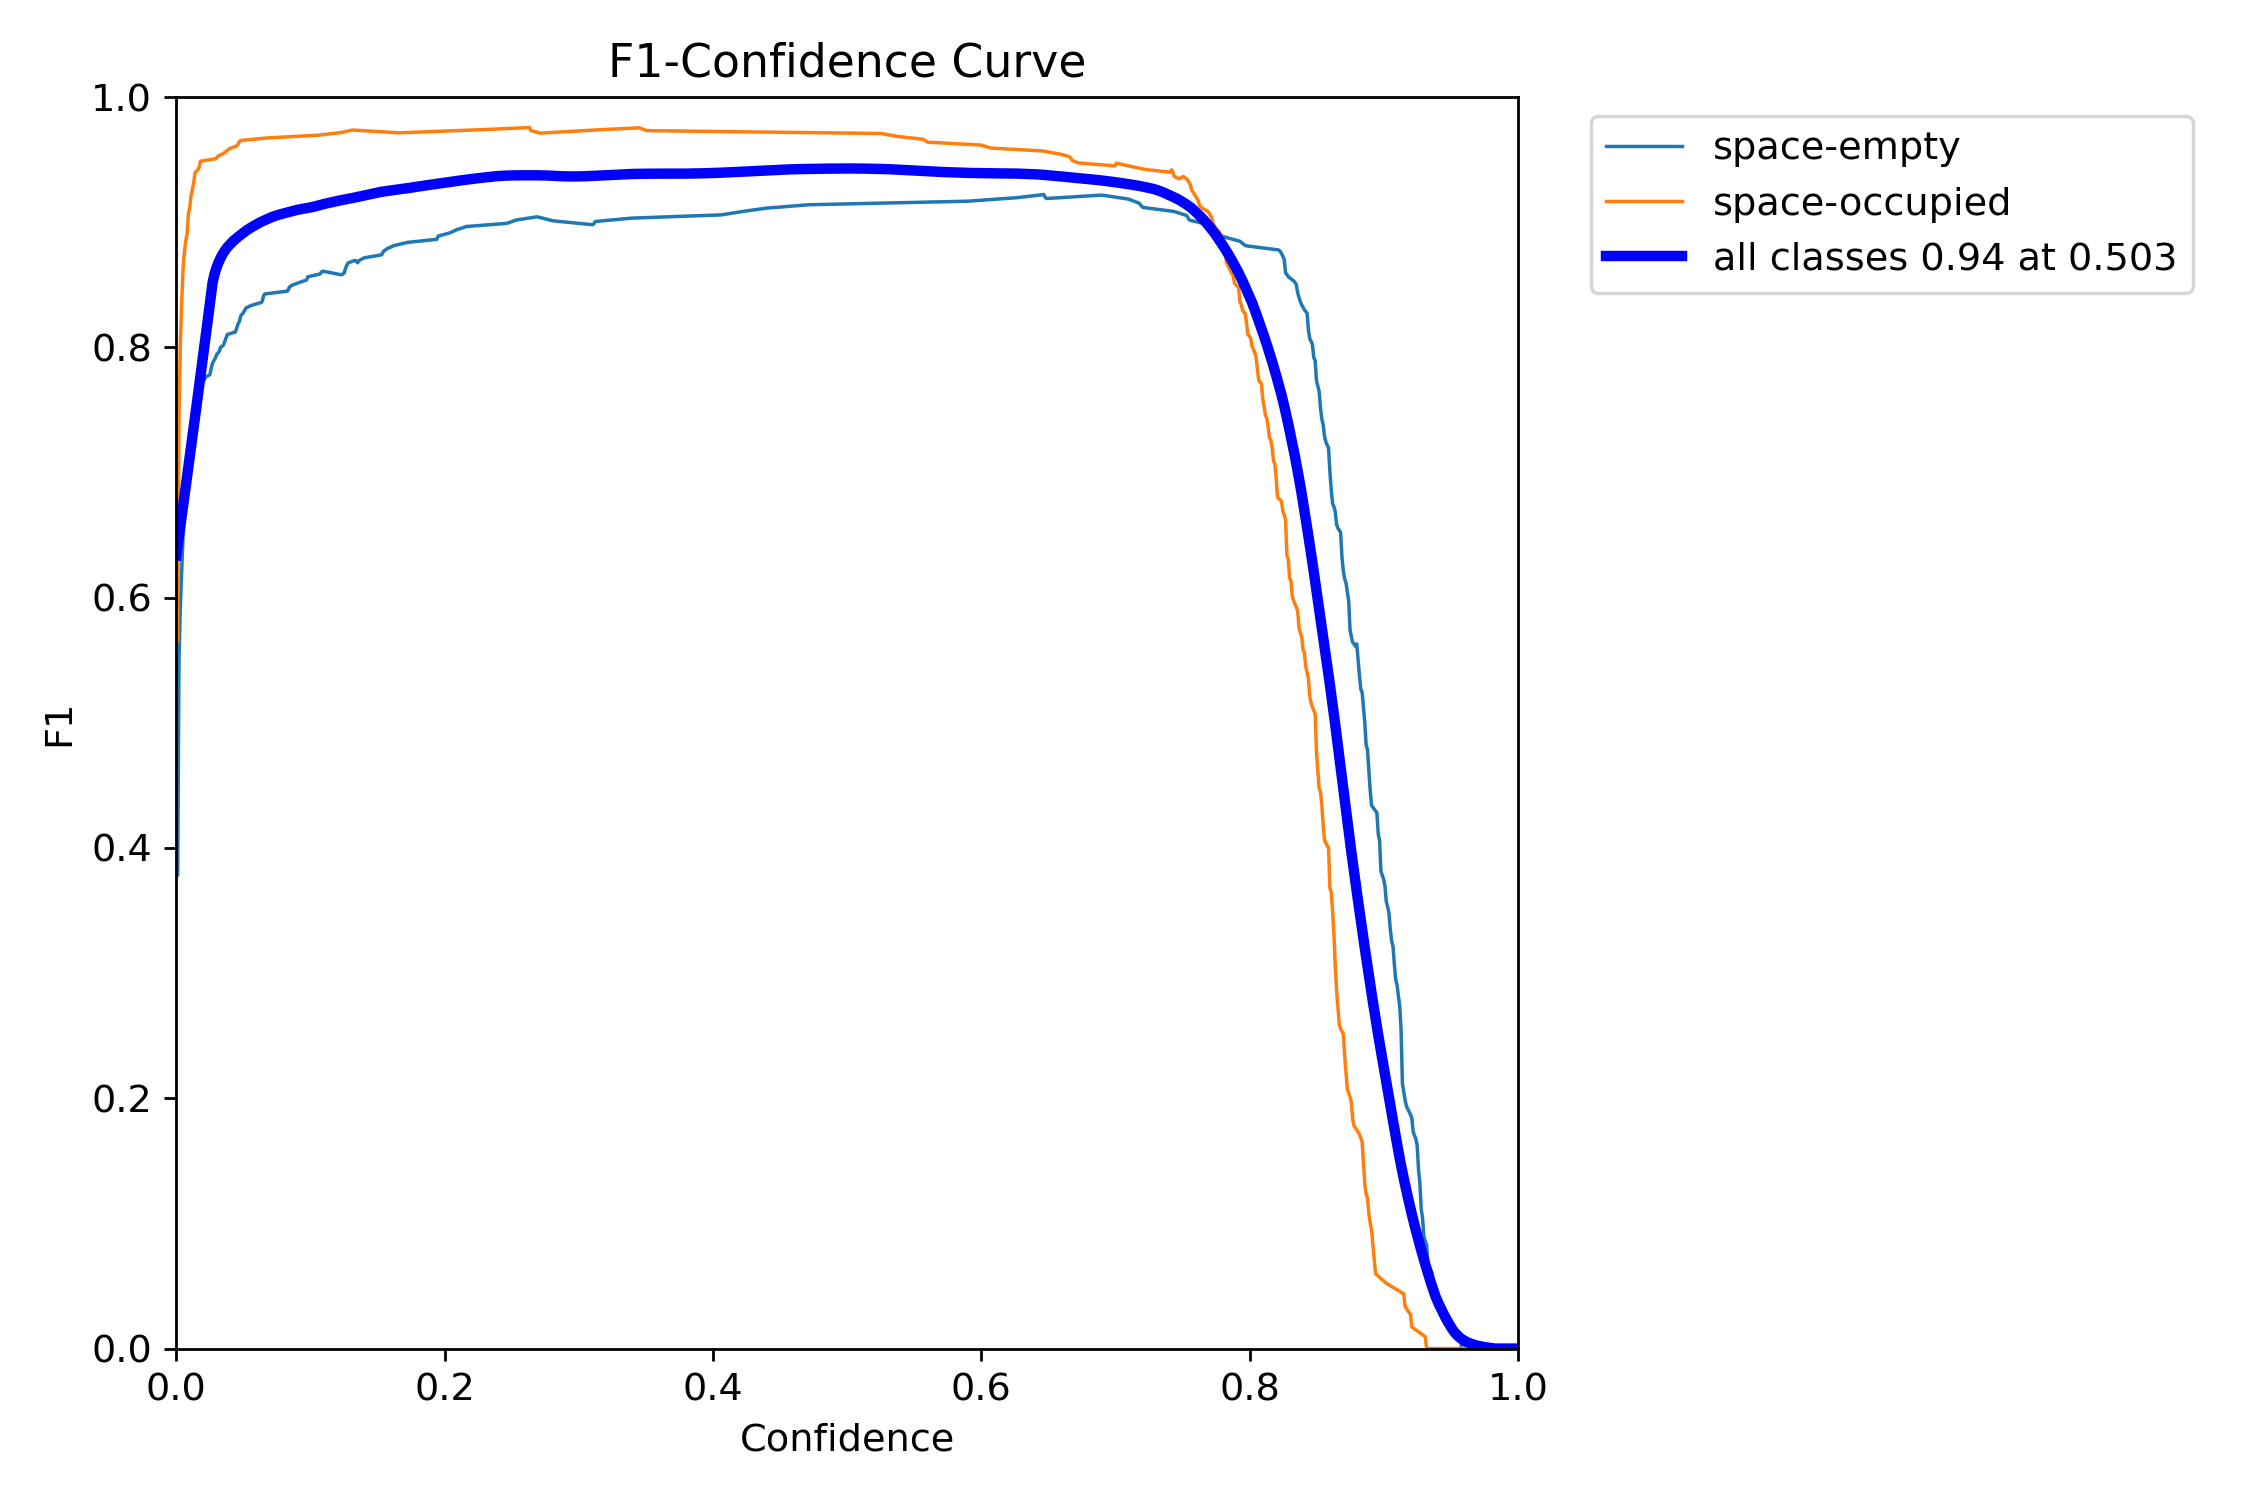 F1-Confidence Curve
1.0
0.8
0.6
0.4
0.2
0.0
F1
0.0 0.2 0.4 0.6 0.8 1.0
Confidence
space-empty
space-occupied
all classes 0.94 at 0.503